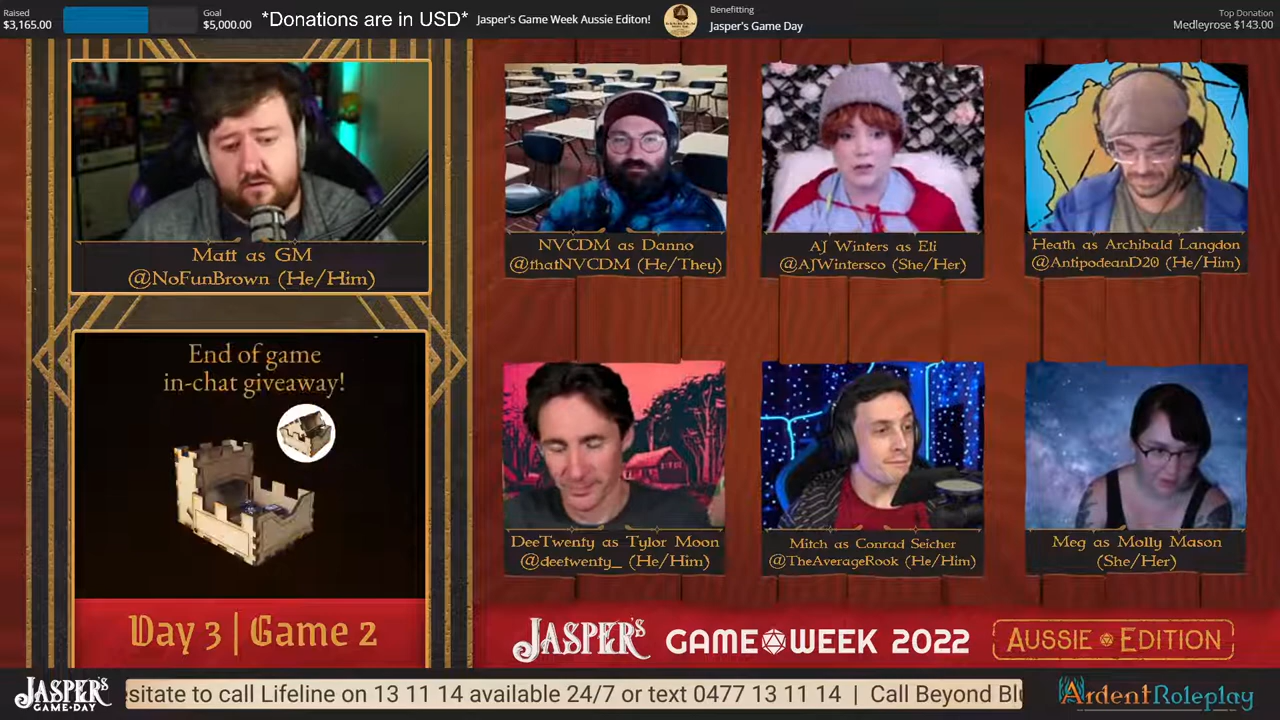 Raised
$3,165.00
Goal
$5,000.00
*Donations are in USD*
Jasper's Game Week Aussie Editon!
Benefitting
Jasper's Game Day
Top Donation
Medleyrose $143.00
Matt as GM
@NoFunBrown (He/Him)
NVCDM as Danno
@thatNVCDM (He/They)
AJ Winters as Eli
@AJWintersco (She/Her)
Heath as Archibald Langdon
@AntipodeanD20 (He/Him)
End of game
in-chat giveaway!
DeeTwenty as Tylor Moon
@deetwenty_ (He/Him)
Mitch as Conrad Seicher
@TheAverageRook (He/Him)
Meg as Molly Mason
(She/Her)
Day 3 | Game 2
JASPER'S GAME WEEK 2022
AUSSIE EDITION
JASPER'S
GAME·DAY
esitate to call Lifeline on 13 11 14 available 24/7 or text 0477 13 11 14 | Call Beyond Blu
ArdentRoleplay